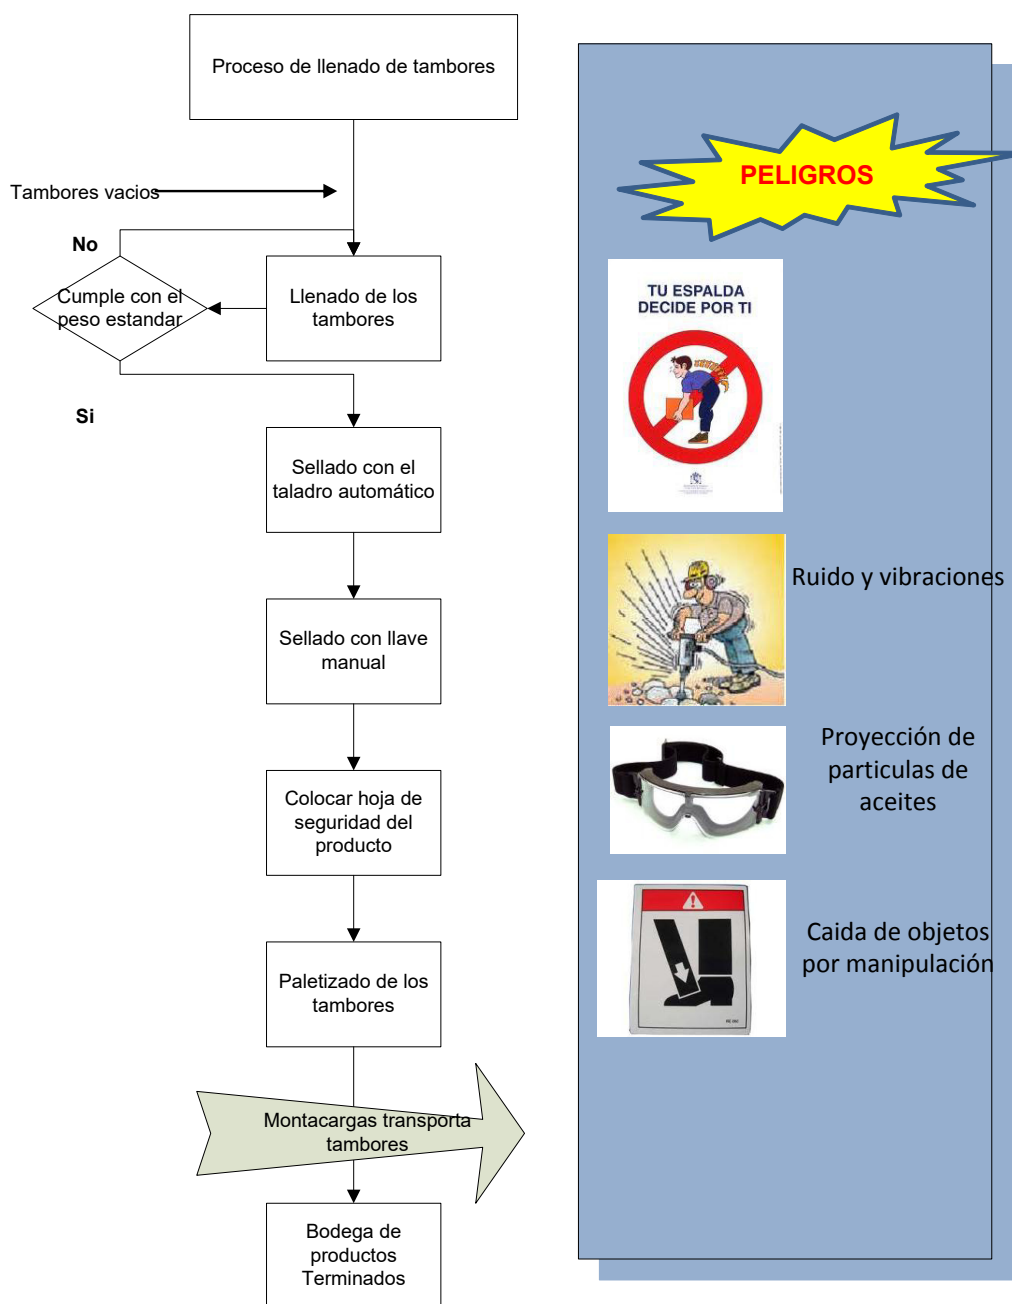 Proceso de llenado de tambores
Tambores vacios
No
Cumple con el
peso estandar
Llenado de los
tambores
Si
Sellado con el
taladro automático
Sellado con llave
manual
Colocar hoja de
seguridad del
producto
Paletizado de los
tambores
Montacargas transporta
tambores
Bodega de
productos
Terminados
PELIGROS
TU ESPALDA
DECIDE POR TI
Ruido y vibraciones
Proyección de
particulas de
aceites
Caida de objetos
por manipulación